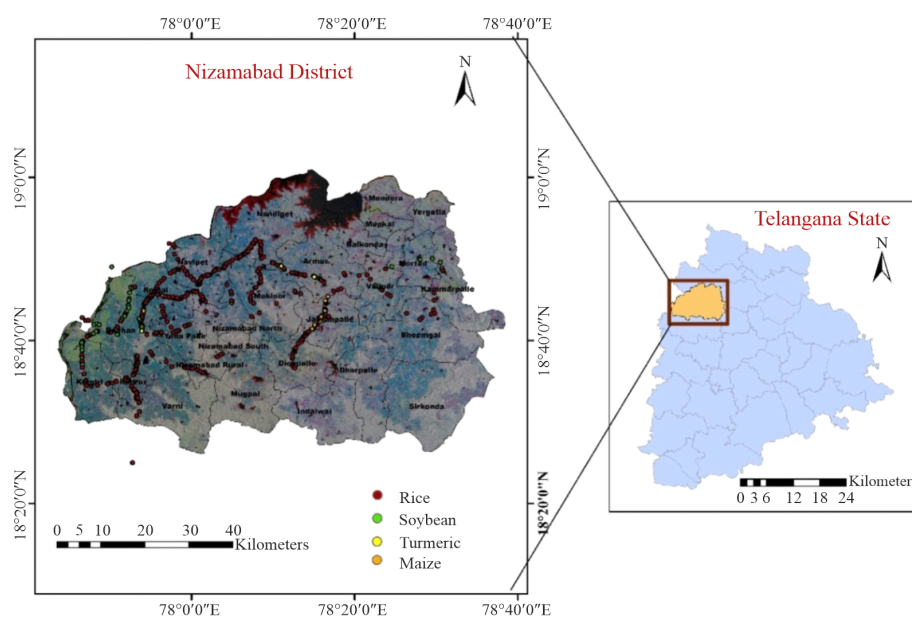 78°0′0″E 78°20′0″E 78°40′0″E
Nizamabad District
N
19°0′0″N
18°40′0″N
18°20′0″N
19°0′0″N
18°40′0″N
18°20′0″N
Mendora
Nandipet
Yergatla
Mupkal
Balkonda
Navipet
Armur
Morted
Kammarpalle
Makloor
Jakranpalle
Nizamabad North
Bheemgal
Nizamabad South
Nizamabad Rural
Dichpalle
Dharpalle
Mugpal
Varni
Indalwai
Sirkonda
Rice
Soybean
Turmeric
Maize
0 5 10 20 30 40
Kilometers
78°0′0″E 78°20′0″E 78°40′0″E
Telangana State
N
Kilometer
0 3 6 12 18 24